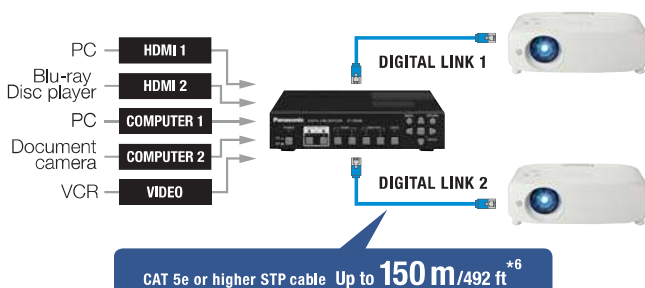 PC HDMI 1
Blu-ray
Disc player HDMI 2
PC COMPUTER 1
Document
camera COMPUTER 2
VCR VIDEO
Panasonic
DIGITAL LINK 1
DIGITAL LINK 2
CAT 5e or higher STP cable Up to 150 m/492 ft*6